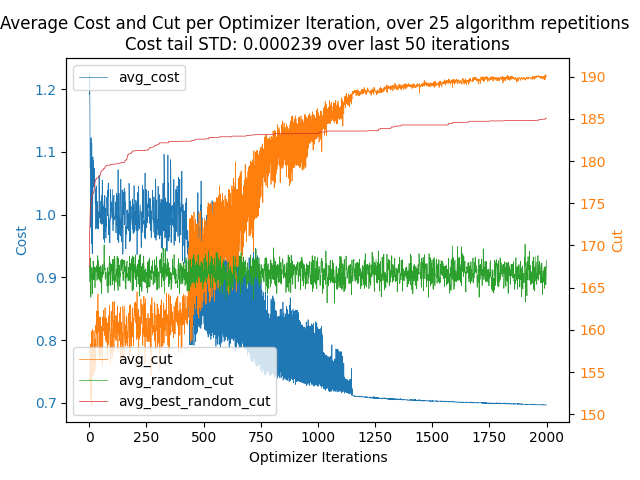 Average Cost and Cut per Optimizer Iteration, over 25 algorithm repetitions
Cost tail STD: 0.000239 over last 50 iterations
avg_cost
1.2
1.1
1.0
0.9
0.8
0.7
Cost
190
185
180
175
170
165
160
155
150
Cut
avg_cut
avg_random_cut
avg_best_random_cut
0 250 500 750 1000 1250 1500 1750 2000
Optimizer Iterations